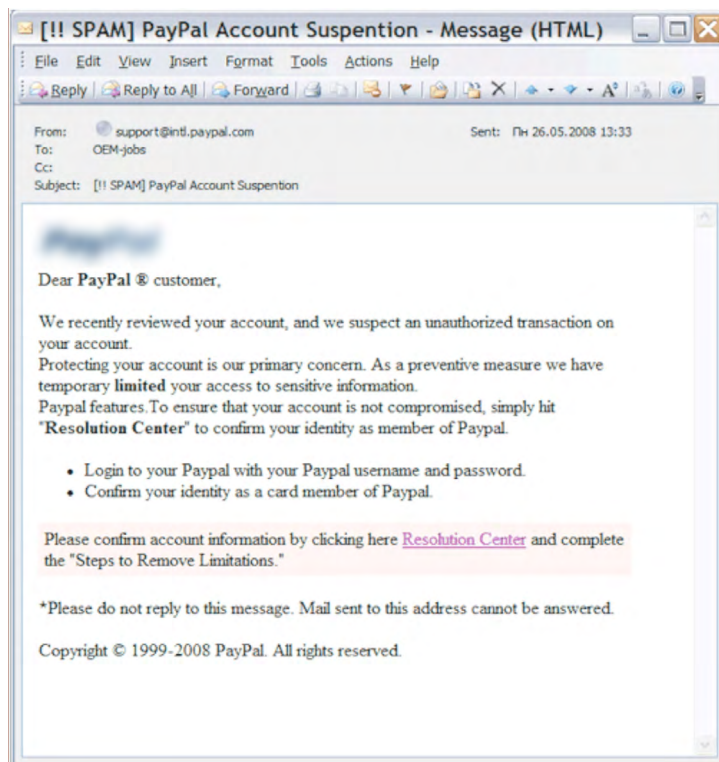 [!! SPAM] PayPal Account Suspention - Message (HTML)
File Edit View Insert Format Tools Actions Help
Reply Reply to All Forward
From: support@intl.paypal.com Sent: Пн 26.05.2008 13:33
To: OEM-jobs
Cc:
Subject: [!! SPAM] PayPal Account Suspention
PayPal
Dear PayPal ® customer,
We recently reviewed your account, and we suspect an unauthorized transaction on
your account.
Protecting your account is our primary concern. As a preventive measure we have
temporary limited your access to sensitive information.
Paypal features.To ensure that your account is not compromised, simply hit
"Resolution Center" to confirm your identity as member of Paypal.
• Login to your Paypal with your Paypal username and password.
• Confirm your identity as a card member of Paypal.
Please confirm account information by clicking here Resolution Center and complete
the "Steps to Remove Limitations."
*Please do not reply to this message. Mail sent to this address cannot be answered.
Copyright © 1999-2008 PayPal. All rights reserved.